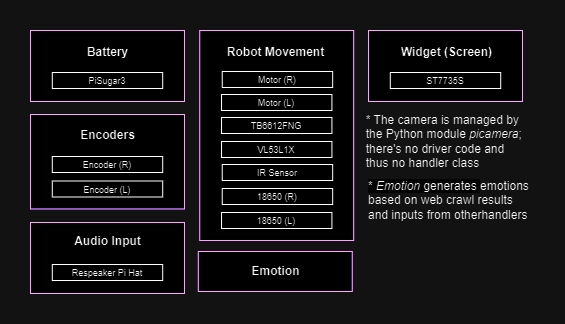 Battery
PiSugar3
Encoders
Encoder (R)
Encoder (L)
Audio Input
Respeaker Pi Hat
Robot Movement
Motor (R)
Motor (L)
TB6612FNG
VL53L1X
IR Sensor
18650 (R)
18650 (L)
Emotion
Widget (Screen)
ST7735S
* The camera is managed by
the Python module picamera;
there's no driver code and
thus no handler class
* Emotion generates emotions
based on web crawl results
and inputs from otherhandlers